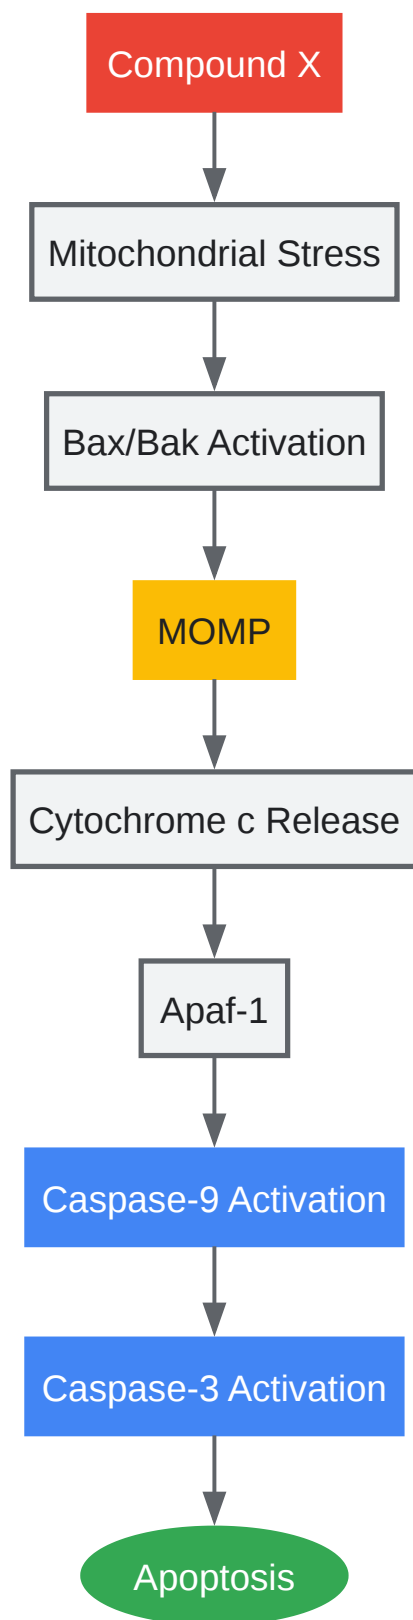 Compound X
Mitochondrial Stress
Bax/Bak Activation
MOMP
Cytochrome c Release
Apaf-1
Caspase-9 Activation
Caspase-3 Activation
Apoptosis